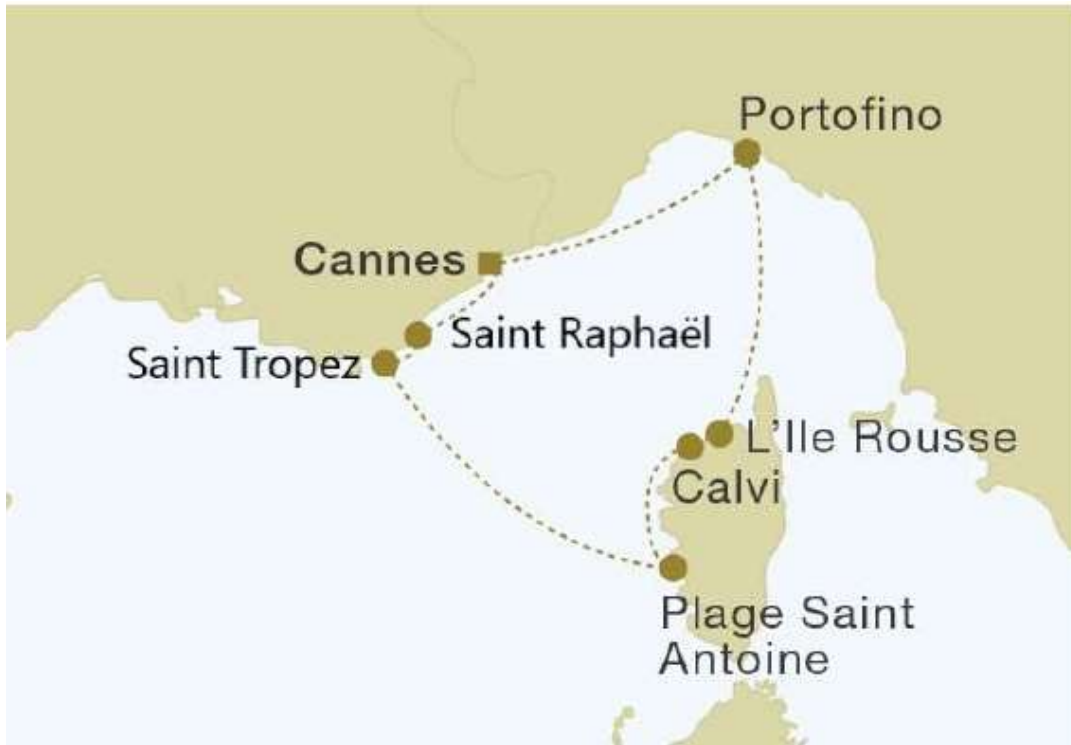 Portofino
Cannes
Saint Raphaël
Saint Tropez
L'Ile Rousse
Calvi
Plage Saint
Antoine